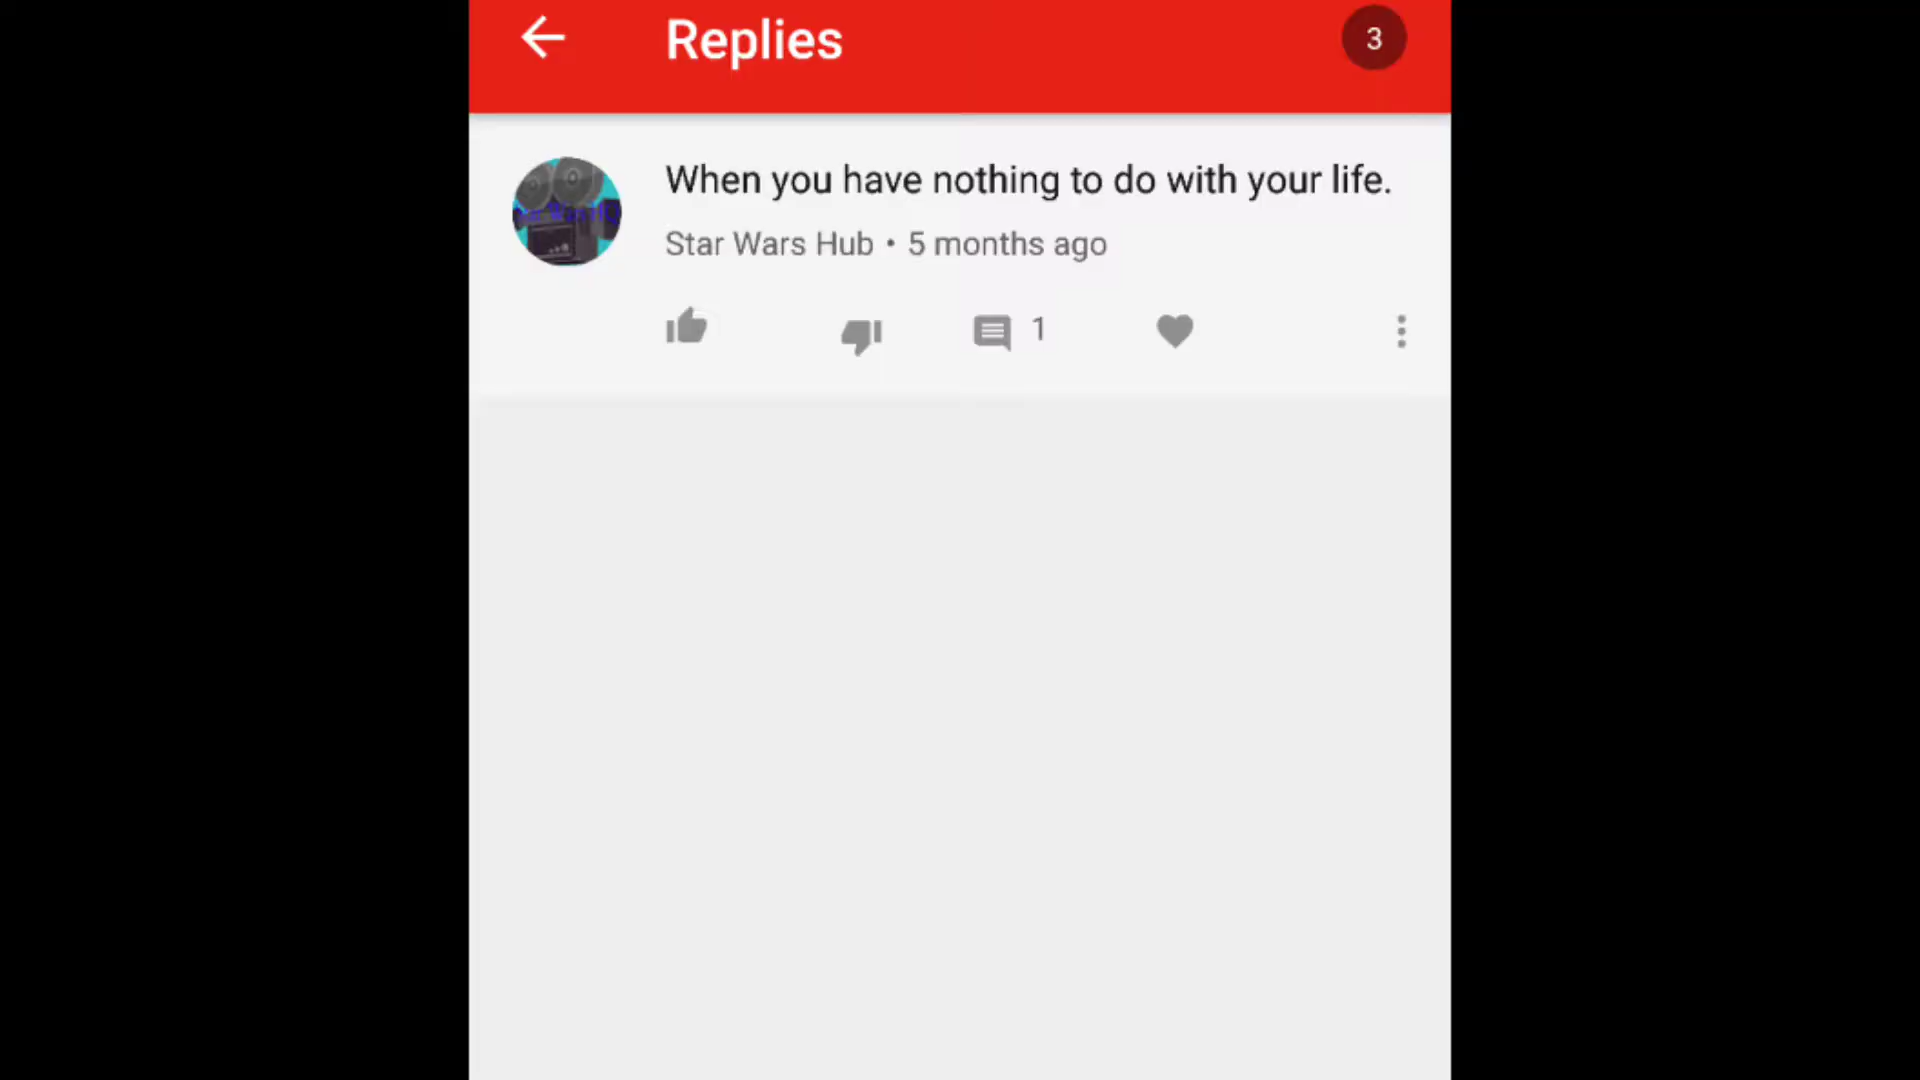 Replies
3
When you have nothing to do with your life.
Star Wars Hub • 5 months ago
1